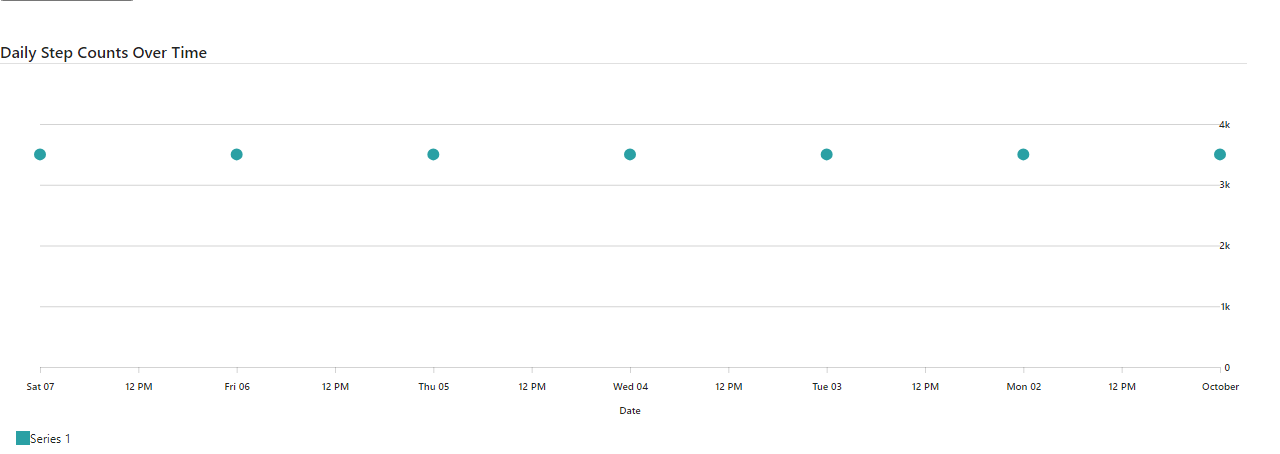 Daily Step Counts Over Time
4k
3k
2k
1k
0
Sat 07 12 PM Fri 06 12 PM Thu 05 12 PM Wed 04 12 PM Tue 03 12 PM Mon 02 12 PM October
Date
Series 1